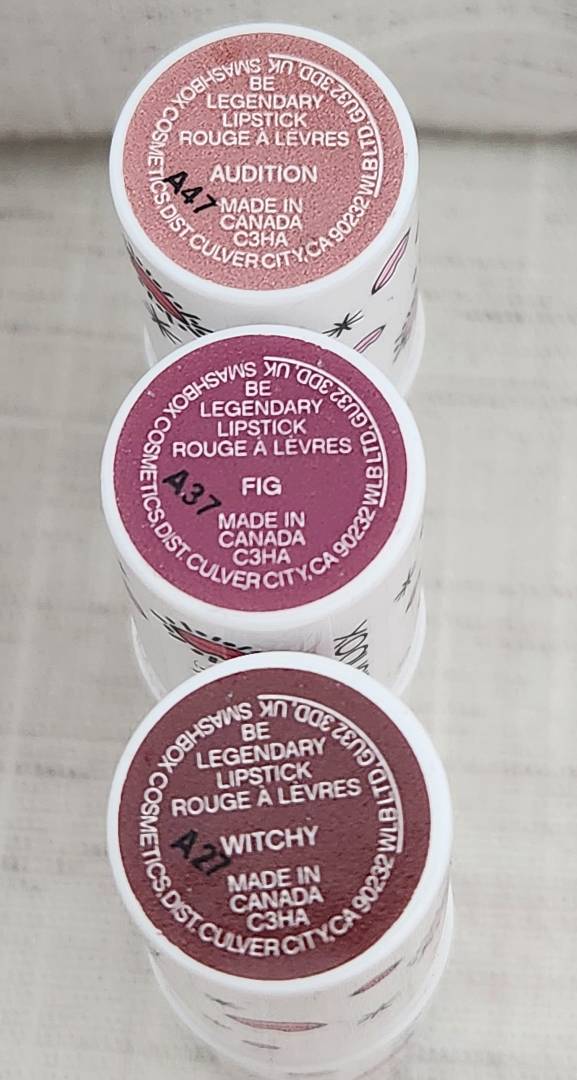 SMASHBOX COSMETICS, DIST. CULVER CITY, CA 90232 WLB LTD, GU32 3DD, UK
BE
LEGENDARY
LIPSTICK
ROUGE À LÈVRES
AUDITION
A47
MADE IN
CANADA
C3HA
SMASHBOX COSMETICS, DIST. CULVER CITY, CA 90232 WLB LTD, GU32 3DD, UK
BE
LEGENDARY
LIPSTICK
ROUGE À LÈVRES
FIG
A37
MADE IN
CANADA
C3HA
SMASHBOX COSMETICS, DIST. CULVER CITY, CA 90232 WLB LTD, GU32 3DD, UK
BE
LEGENDARY
LIPSTICK
ROUGE À LÈVRES
WITCHY
A27
MADE IN
CANADA
C3HA